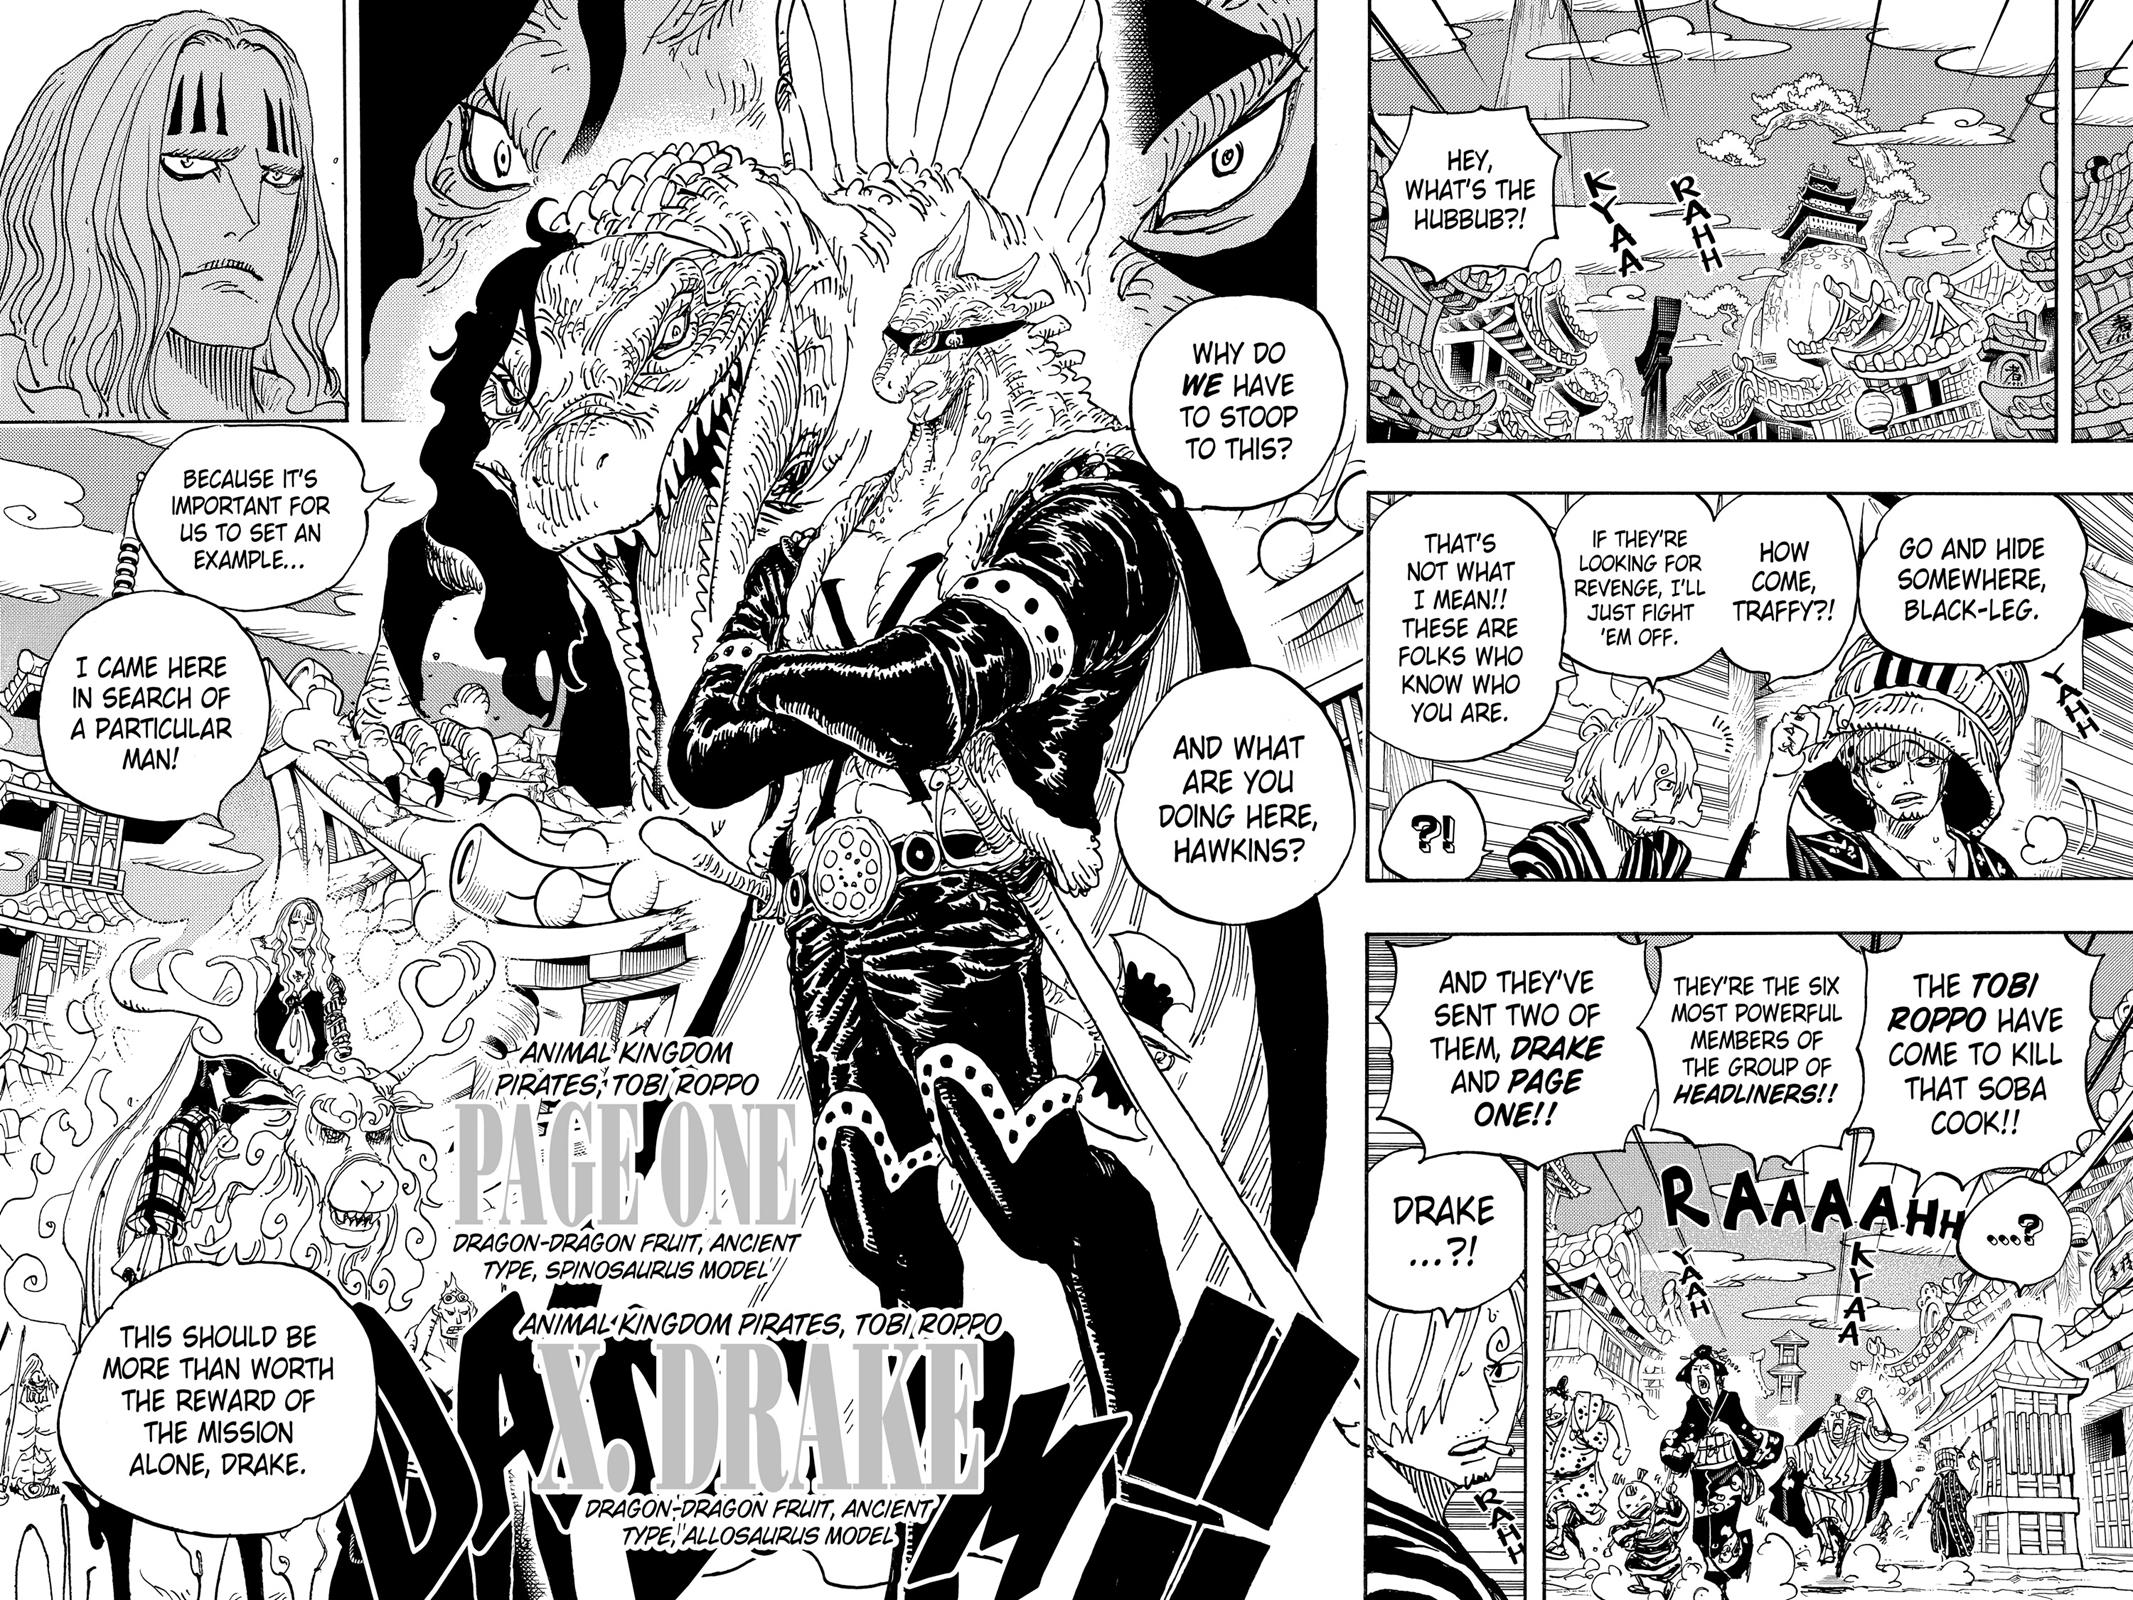 HEY,
WHAT'S THE
HUBBUB?!
RAHH
KYAA
GO AND HIDE
SOMEWHERE,
BLACK-LEG.
HOW
COME,
TRAFFY?!
IF THEY'RE
LOOKING FOR
REVENGE, I'LL
JUST FIGHT
'EM OFF.
THAT'S
NOT WHAT
I MEAN!!
THESE ARE
FOLKS WHO
KNOW WHO
YOU ARE.
YAHH
?!
THE TOBI
ROPPO HAVE
COME TO KILL
THAT SOBA
COOK!!
THEY'RE THE SIX
MOST POWERFUL
MEMBERS OF
THE GROUP OF
HEADLINERS!!
AND THEY'VE
SENT TWO OF
THEM, DRAKE
AND PAGE
ONE!!
...?
RAAAAHH
KYAA
YAHH
DRAKE
...?!
RAHH
WHY DO
WE HAVE
TO STOOP
TO THIS?
AND WHAT
ARE YOU
DOING HERE,
HAWKINS?
ANIMAL KINGDOM
PIRATES, TOBI ROPPO
PAGE ONE
DRAGON-DRAGON FRUIT, ANCIENT
TYPE, SPINOSAURUS MODEL
ANIMAL KINGDOM PIRATES, TOBI ROPPO
X. DRAKE
DRAGON-DRAGON FRUIT, ANCIENT
TYPE, ALLOSAURUS MODEL
BECAUSE IT'S
IMPORTANT FOR
US TO SET AN
EXAMPLE...
I CAME HERE
IN SEARCH OF
A PARTICULAR
MAN!
THIS SHOULD BE
MORE THAN WORTH
THE REWARD OF
THE MISSION
ALONE, DRAKE.